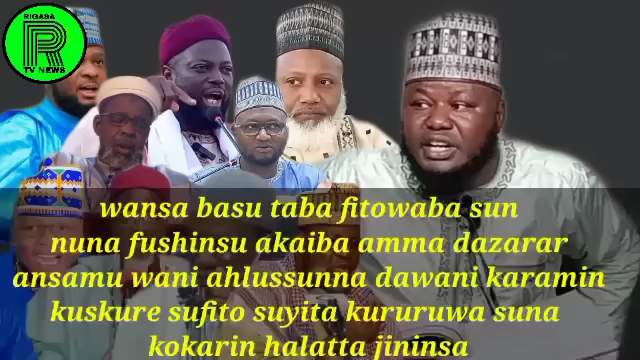 RIGASA
R
TV NEWS
wansa basu taba fitowaba sun
nuna fushinsu akaiba amma dazarar
ansamu wani ahlussunna dawani karamin
kuskure sufito suyita kururuwa suna
kokarin halatta jininsa